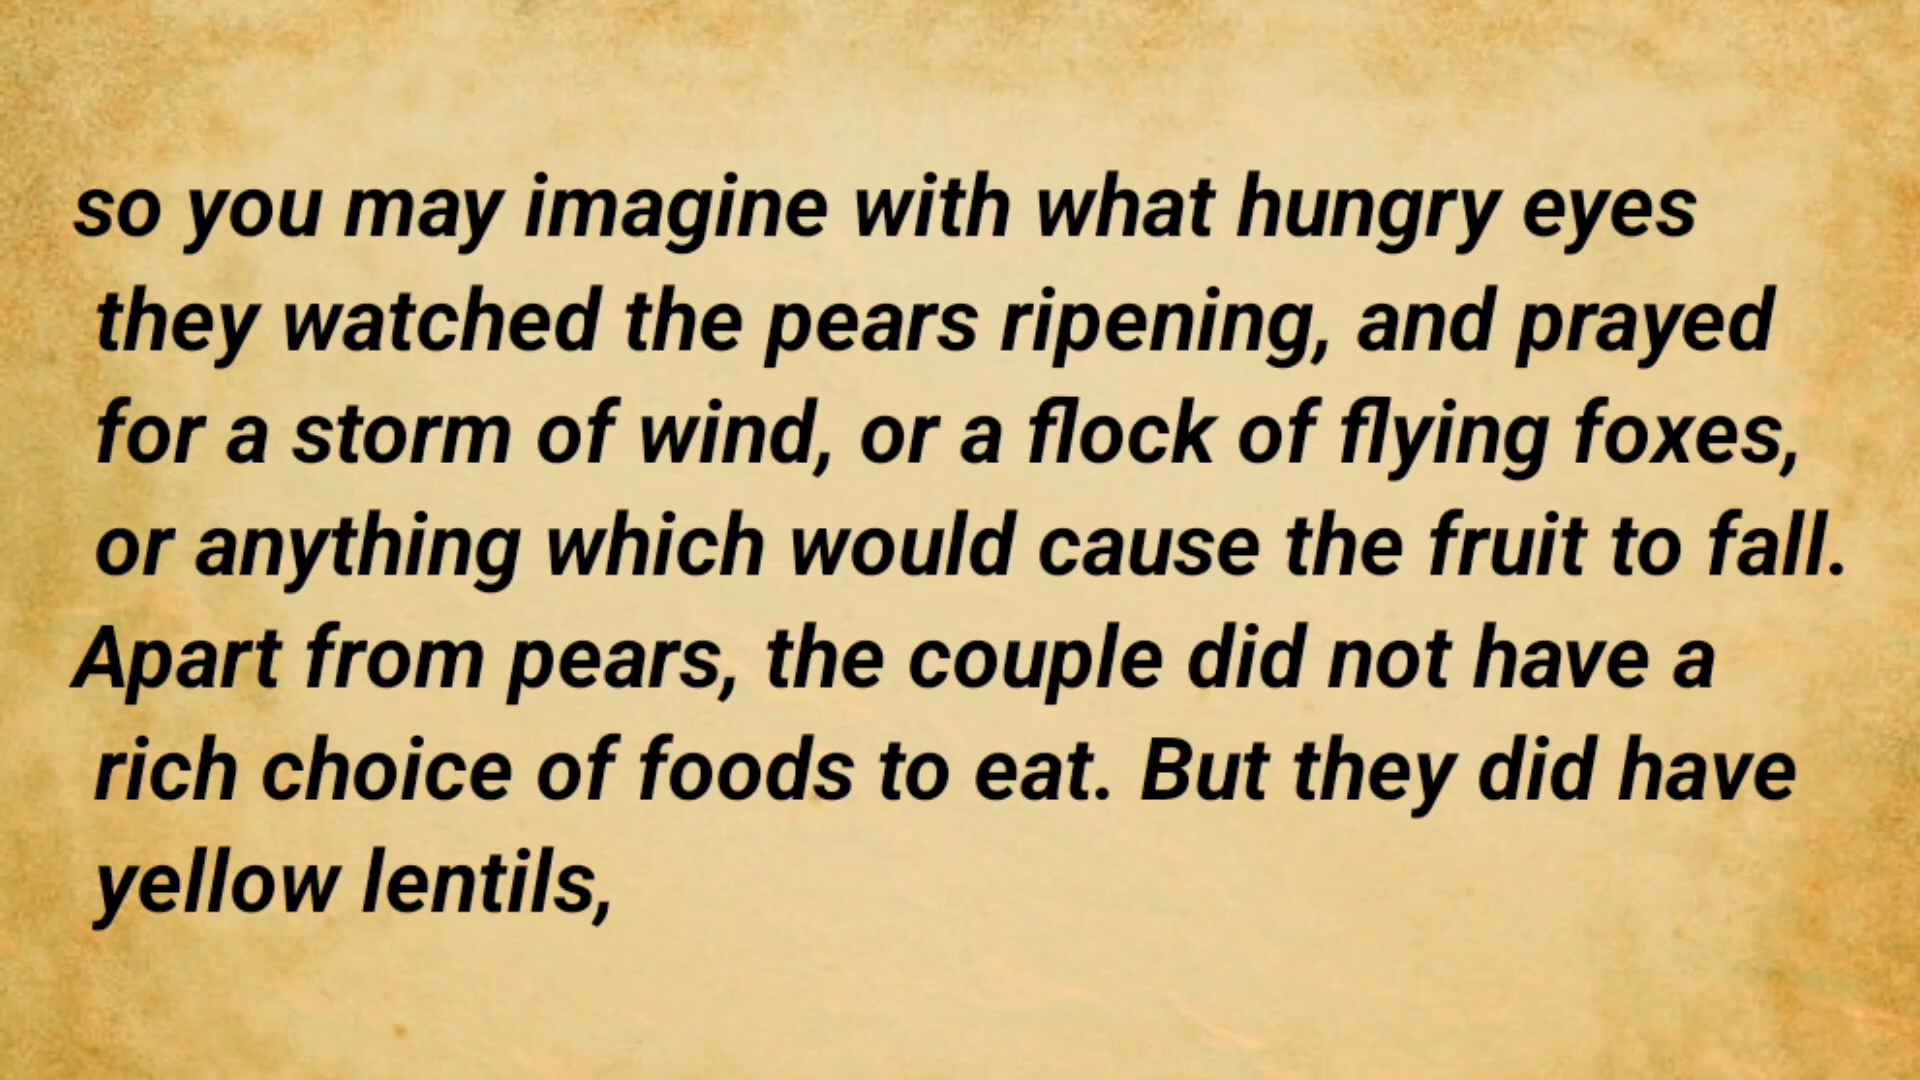 so you may imagine with what hungry eyes
they watched the pears ripening, and prayed
for a storm of wind, or a flock of flying foxes,
or anything which would cause the fruit to fall.
Apart from pears, the couple did not have a
rich choice of foods to eat. But they did have
yellow lentils,